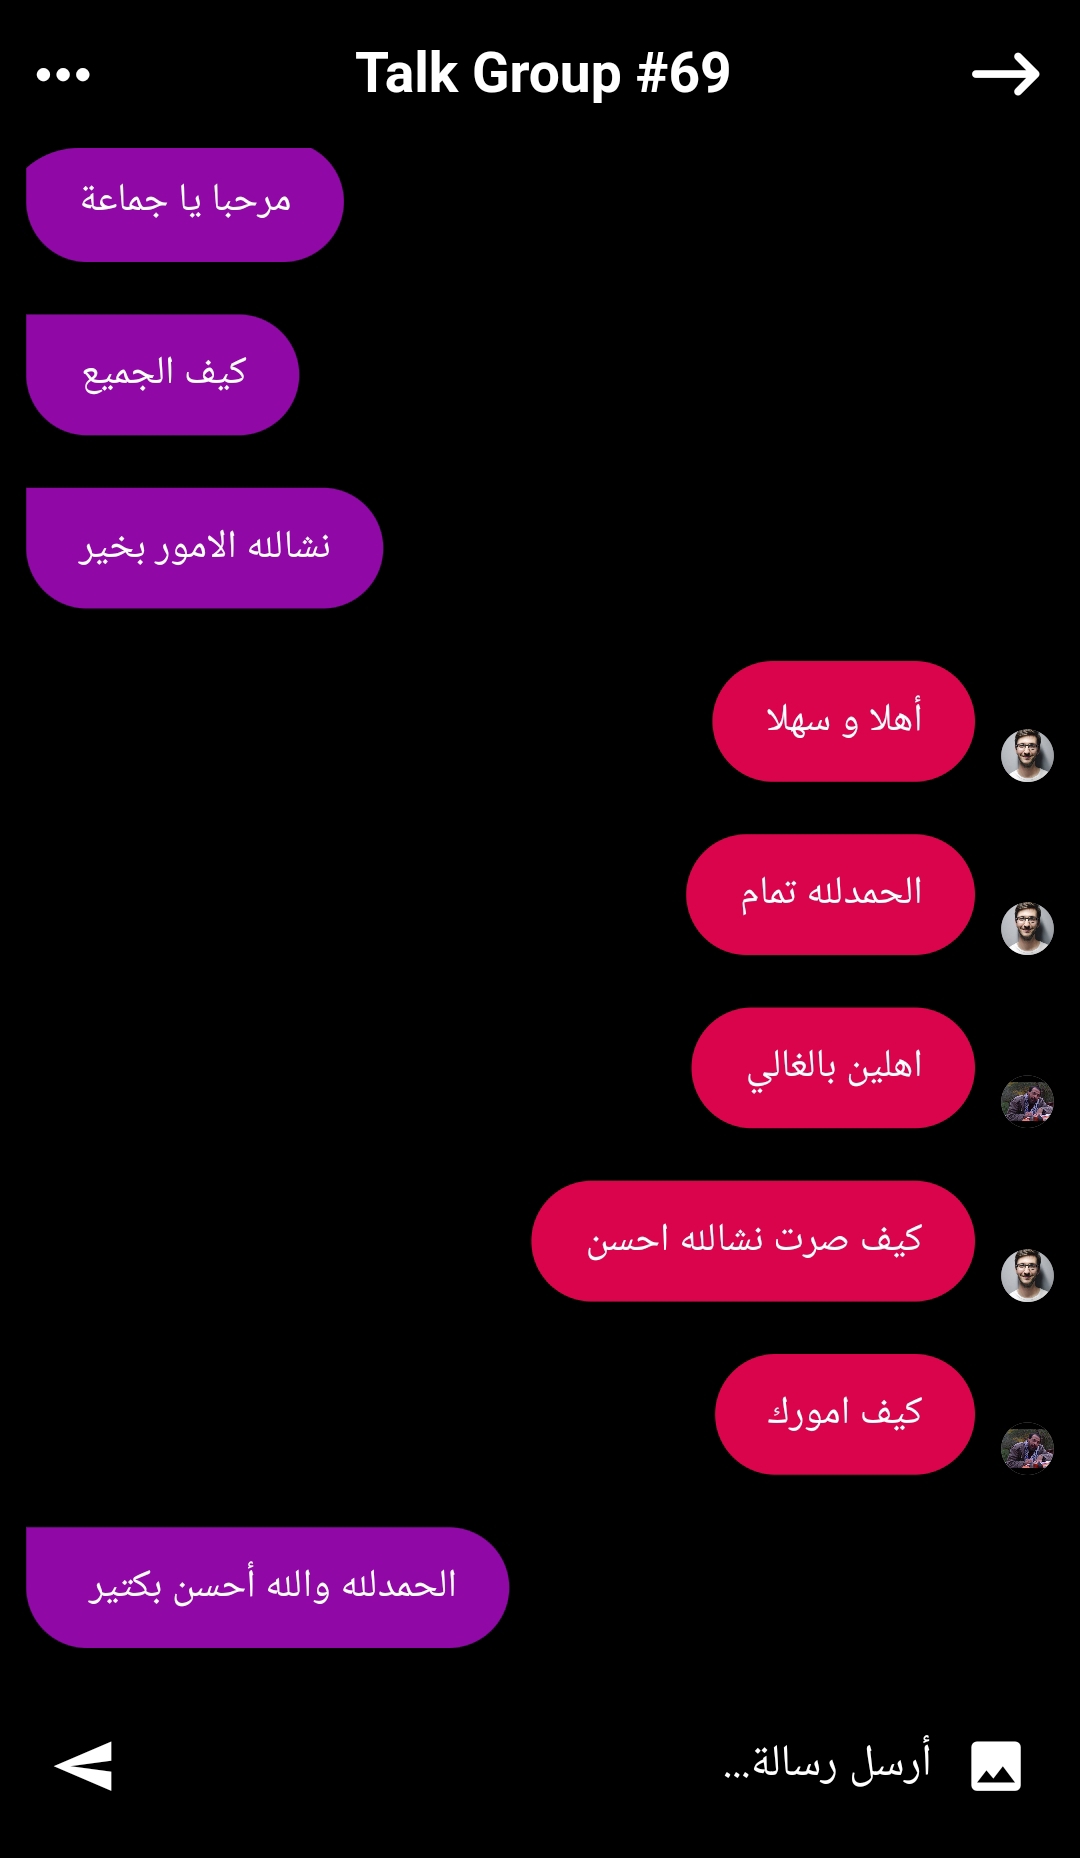 Talk Group #69
مرحبا يا جماعة
كيف الجميع
نشالله الامور بخير
أهلا و سهلا
الحمدلله تمام
اهلين بالغالي
كيف صرت نشالله احسن
كيف امورك
الحمدلله والله أحسن بكتير
أرسل رسالة...